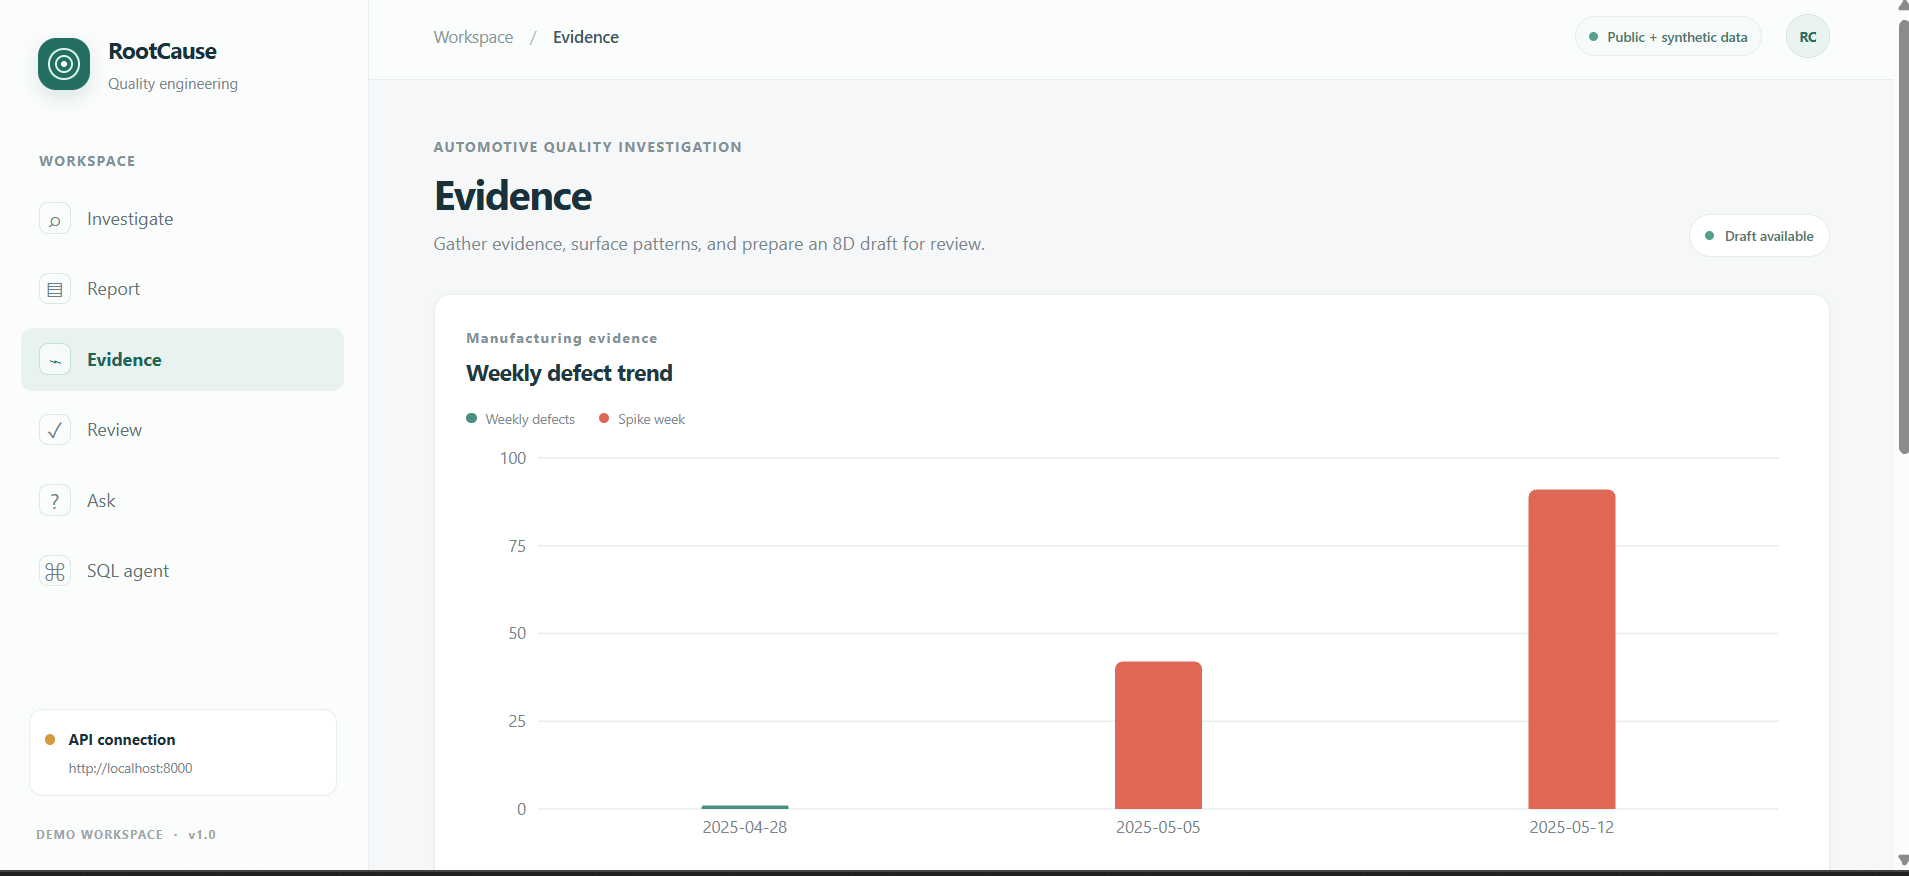 RootCause
Quality engineering
WORKSPACE
Investigate
Report
Evidence
Review
? Ask
⌘ SQL agent
API connection
http://localhost:8000
DEMO WORKSPACE · v1.0
Workspace / Evidence
Public + synthetic data
RC
AUTOMOTIVE QUALITY INVESTIGATION
Evidence
Gather evidence, surface patterns, and prepare an 8D draft for review.
Draft available
Manufacturing evidence
Weekly defect trend
Weekly defects Spike week
100
75
50
25
0
2025-04-28 2025-05-05 2025-05-12